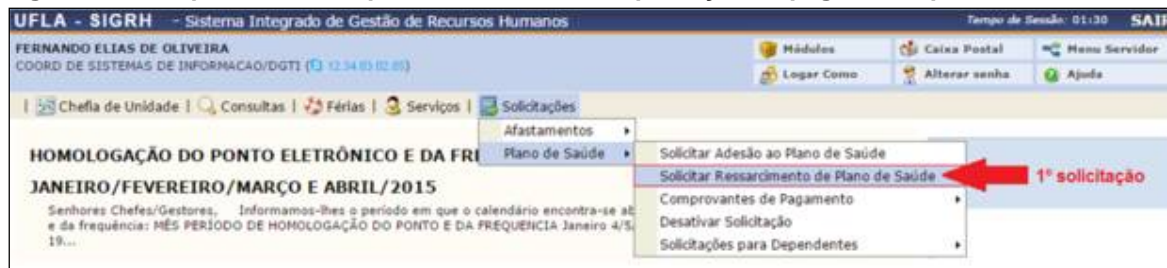 UFLA - SIGRH - Sistema Integrado de Gestão de Recursos Humanos Tempo de Sessão: 01:30 SAIR
FERNANDO ELIAS DE OLIVEIRA Módulos Caixa Postal Menu Servidor
COORD DE SISTEMAS DE INFORMACAO/DGTI Logar Como Alterar senha Ajuda
| Chefia de Unidade | Consultas | Férias | Serviços | Solicitações
Afastamentos
HOMOLOGAÇÃO DO PONTO ELETRÔNICO E DA FRE Plano de Saúde Solicitar Adesão ao Plano de Saúde
Solicitar Ressarcimento de Plano de Saúde 1º solicitação
JANEIRO/FEVEREIRO/MARÇO E ABRIL/2015 Comprovantes de Pagamento
Senhores Chefes/Gestores, Informamos-lhes o período em que o calendário encontra-se ab Desativar Solicitação
e da frequência: MÊS PERÍODO DE HOMOLOGAÇÃO DO PONTO E DA FREQUENCIA Janeiro 4/5
19... Solicitações para Dependentes